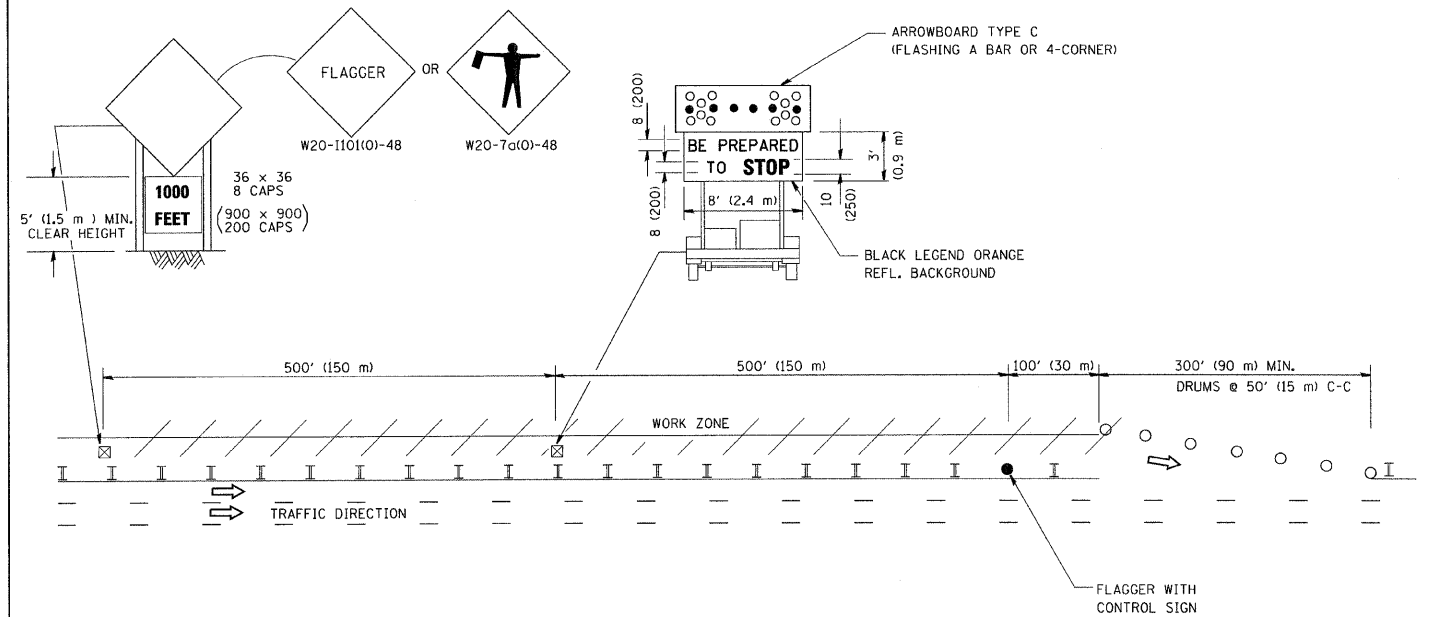 ARROWBOARD TYPE C
(FLASHING A BAR OR 4-CORNER)
FLAGGER
OR
W20-I101(O)-48
W20-7a(O)-48
8 (200)
BE PREPARED
TO STOP
3'
(0.9 m)
8 (200)
8' (2.4 m)
10
(250)
1000
FEET
36 x 36
8 CAPS
(900 x 900)
200 CAPS
5' (1.5 m ) MIN.
CLEAR HEIGHT
BLACK LEGEND ORANGE
REFL. BACKGROUND
500' (150 m)
500' (150 m)
100' (30 m)
300' (90 m) MIN.
DRUMS @ 50' (15 m) C-C
WORK ZONE
TRAFFIC DIRECTION
FLAGGER WITH
CONTROL SIGN